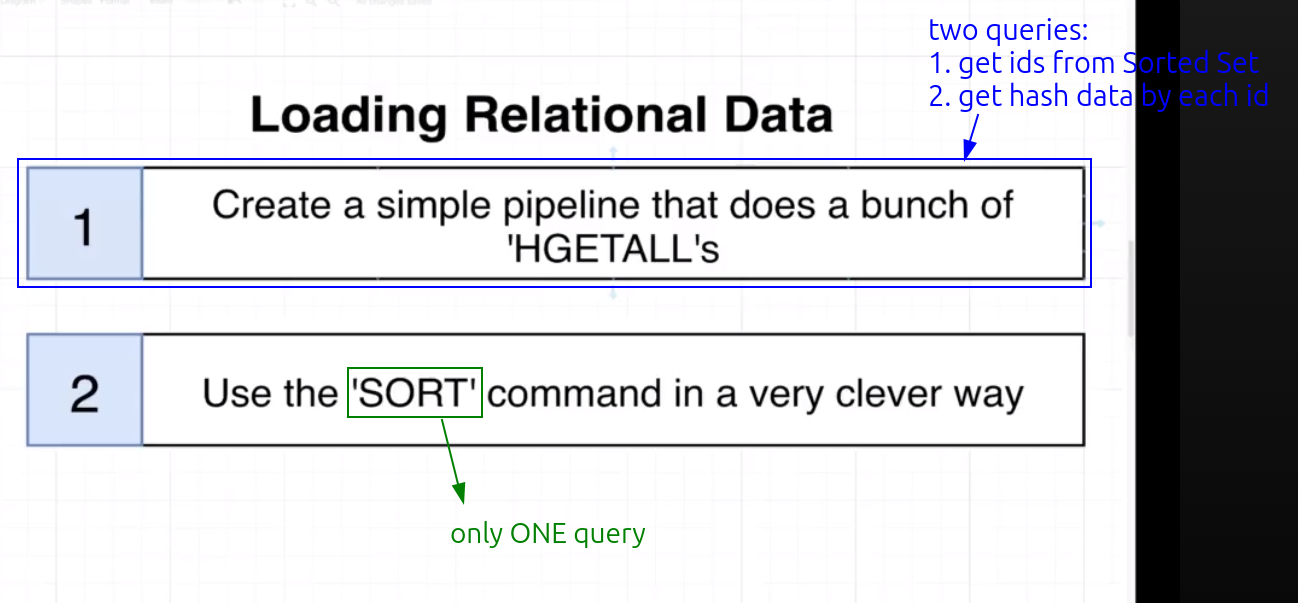 two queries:
1. get ids from Sorted Set
2. get hash data by each id
Loading Relational Data
1
Create a simple pipeline that does a bunch of
'HGETALL's
2
Use the 'SORT' command in a very clever way
only ONE query